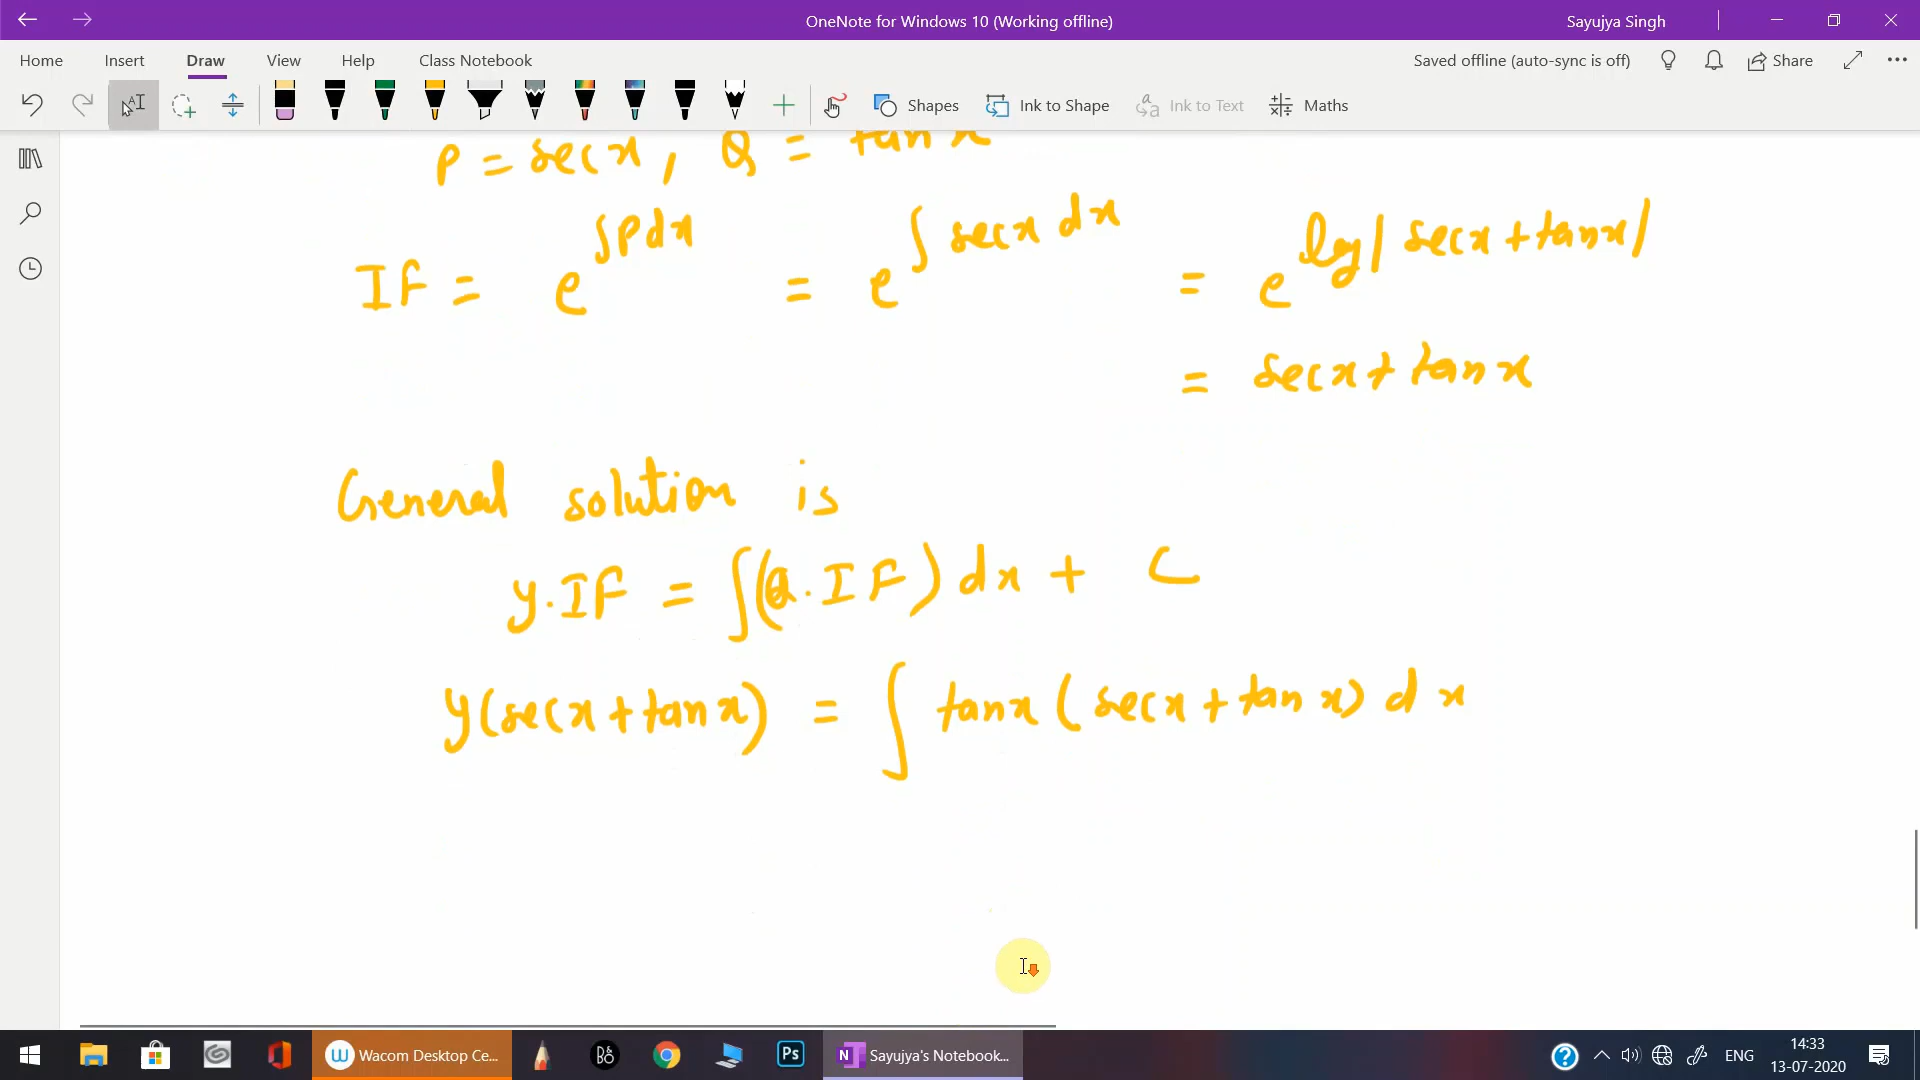 OneNote for Windows 10 (Working offline) Sayujya Singh
Home Insert Draw View Help Class Notebook Saved offline (auto-sync is off) Share
Shapes Ink to Shape Ink to Text Maths
P = secx, Q = tan x
IF = e^∫Pdx = e^∫ secx dx = e^log|secx+tanx|
= secx + tan x
General solution is
y.IF = ∫(Q.IF)dx + C
y(secx+tanx) = ∫ tanx (secx+tan x) dx
Wacom Desktop Ce... Ps N Sayujya's Notebook... ENG 14:33
13-07-2020